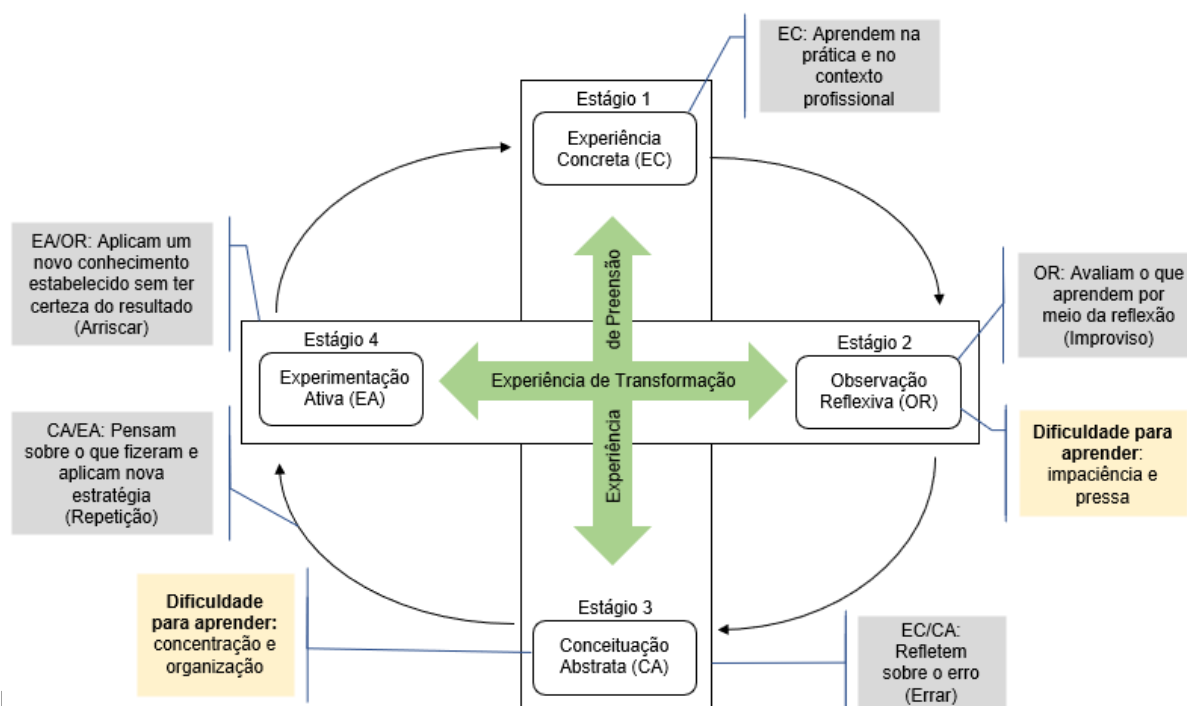 EC: Aprendem na
prática e no
contexto
profissional
Estágio 1
Experiência
Concreta (EC)
EA/OR: Aplicam um
novo conhecimento
estabelecido sem ter
certeza do resultado
(Arriscar)
OR: Avaliam o que
aprendem por
meio da reflexão
(Improviso)
Estágio 4
Experimentação
Ativa (EA)
de Preensão
Experiência de Transformação
Experiência
Estágio 2
Observação
Reflexiva (OR)
CA/EA: Pensam
sobre o que fizeram e
aplicam nova
estratégia
(Repetição)
Dificuldade para
aprender:
impaciência e
pressa
Dificuldade
para aprender:
concentração e
organização
Estágio 3
Conceituação
Abstrata (CA)
EC/CA:
Refletem
sobre o erro
(Errar)